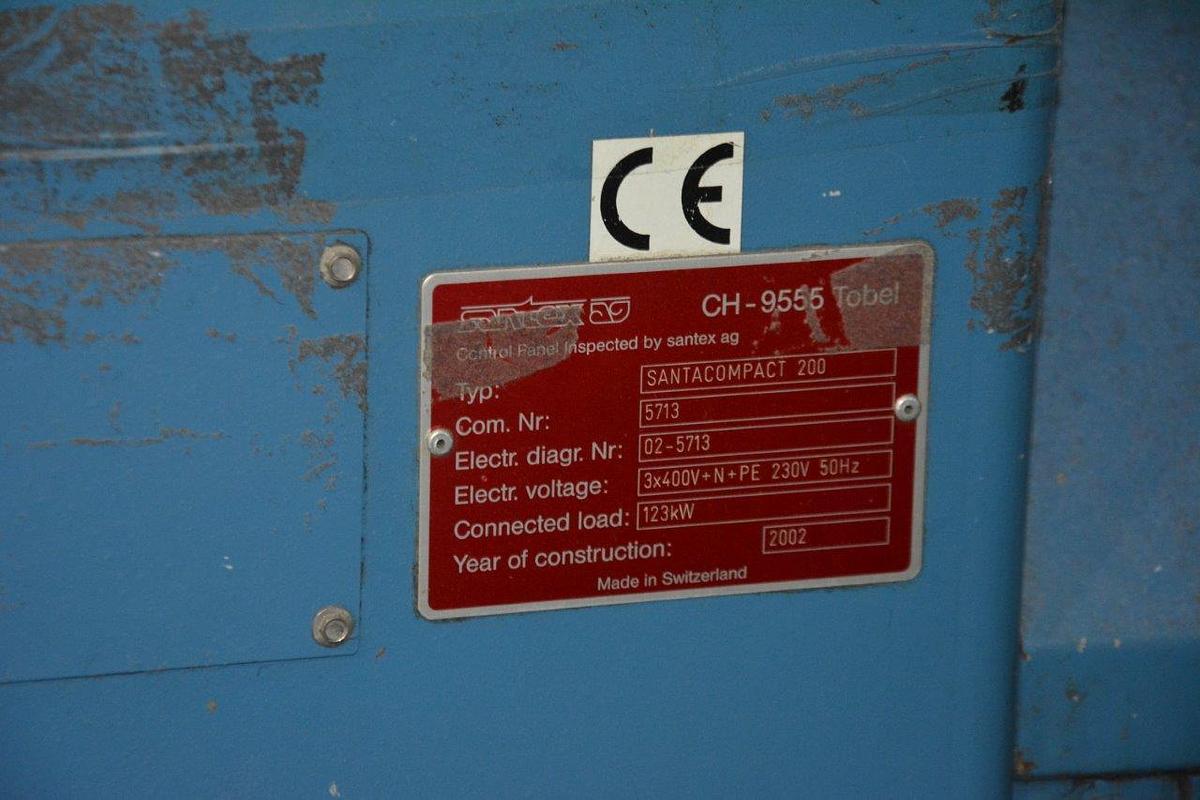 CE
santex ag CH-9555 Tobel
Control Panel Inspected by santex ag
Typ: SANTACOMPACT 200
Com. Nr: 5713
Electr. diagr. Nr: 02-5713
Electr. voltage: 3x400V+N+PE 230V 50Hz
Connected load: 123kW
Year of construction: 2002
Made in Switzerland